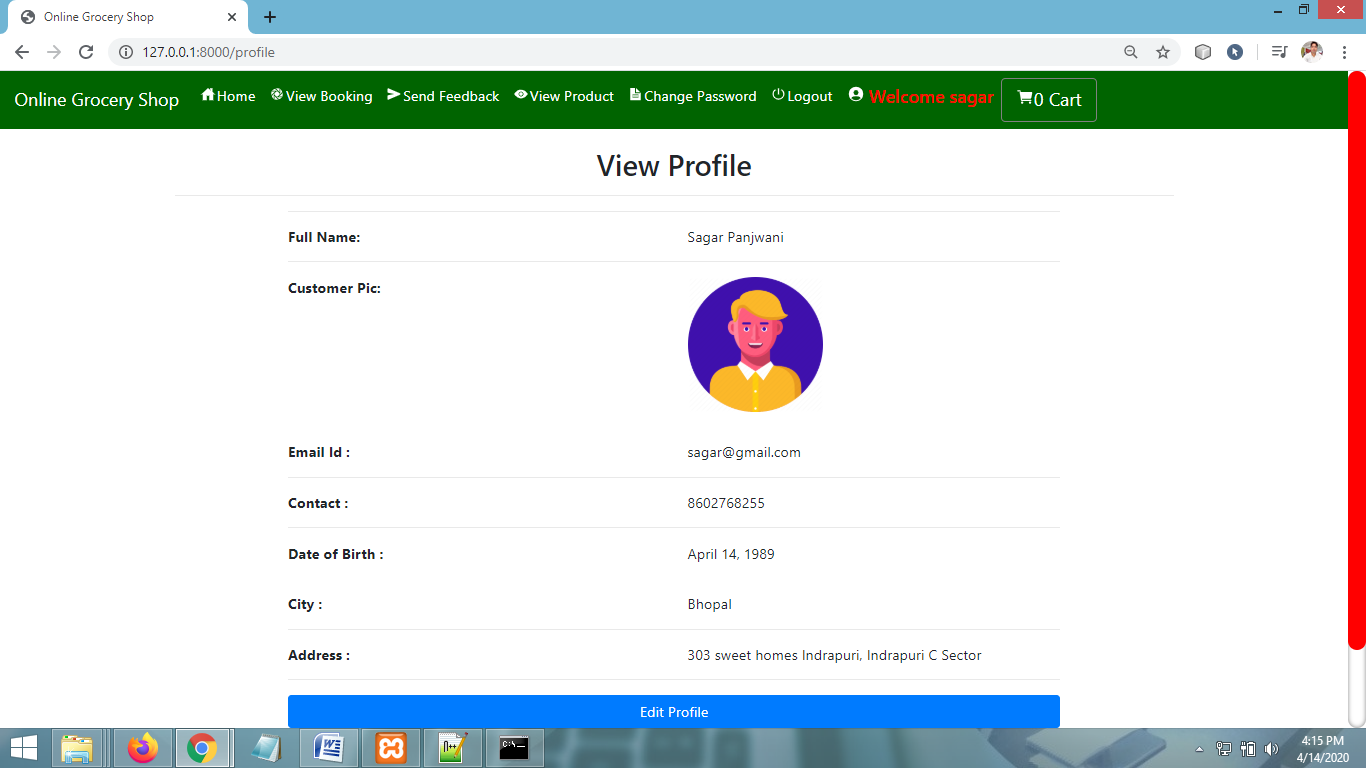 Online Grocery Shop
127.0.0.1:8000/profile
Online Grocery Shop Home View Booking Send Feedback View Product Change Password Logout Welcome sagar 0 Cart
View Profile
Full Name: Sagar Panjwani
Customer Pic:
Email Id : sagar@gmail.com
Contact : 8602768255
Date of Birth : April 14, 1989
City : Bhopal
Address : 303 sweet homes Indrapuri, Indrapuri C Sector
Edit Profile
4:15 PM
4/14/2020